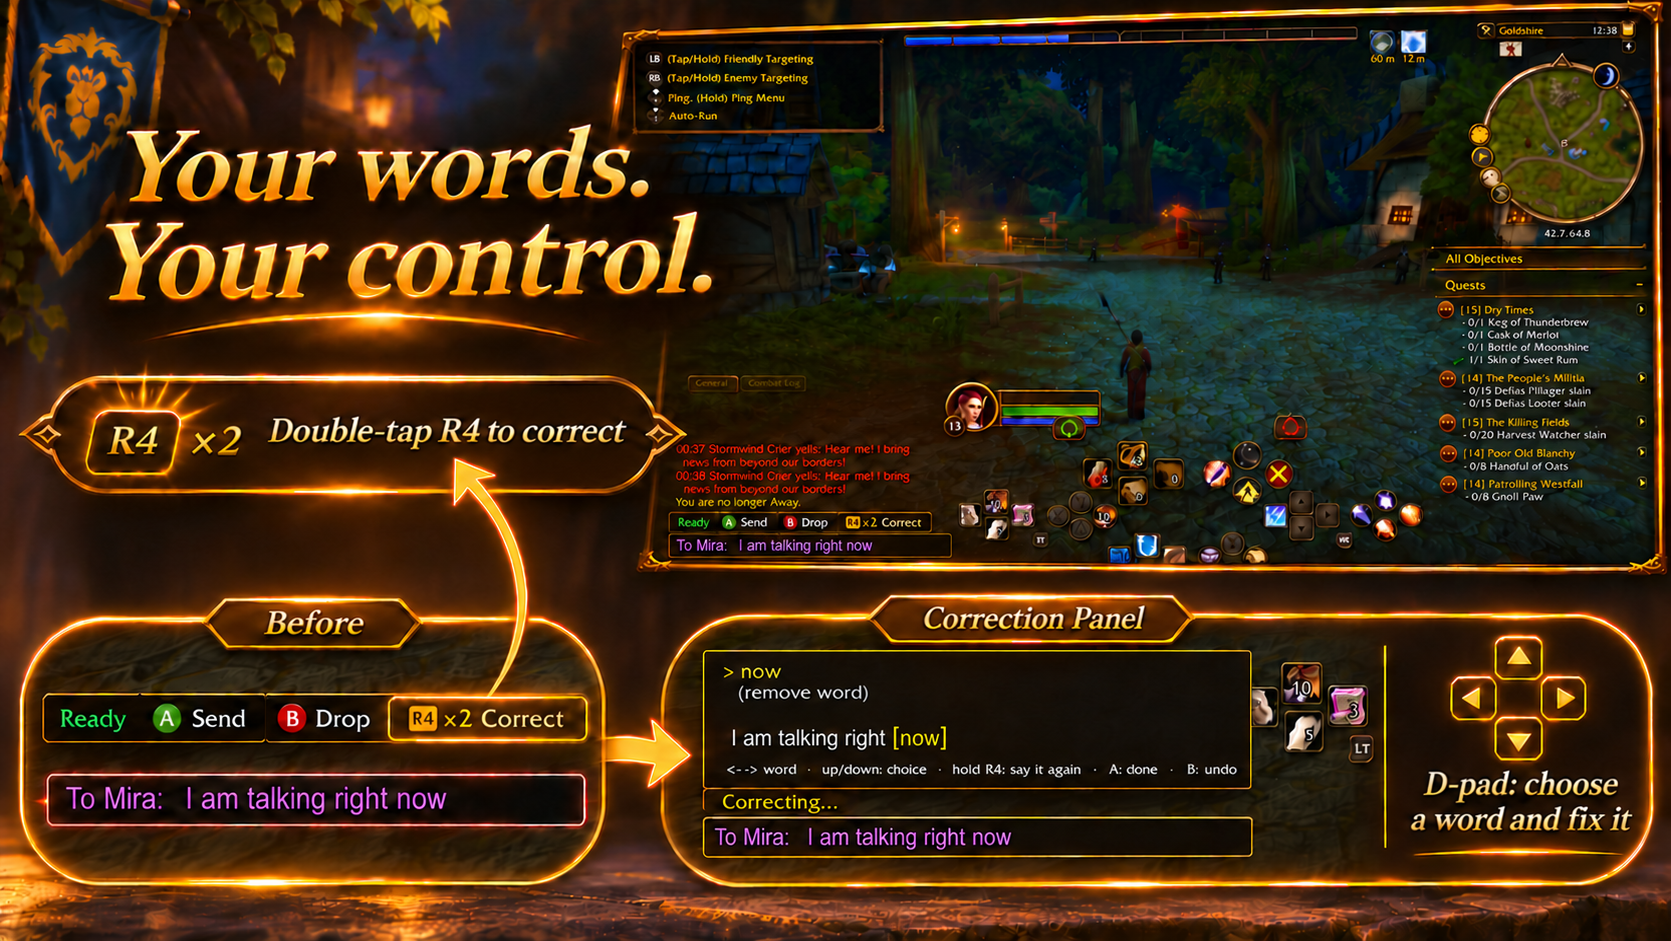 Your words.
Your control.
R4 ×2 Double-tap R4 to correct
LB (Tap/Hold) Friendly Targeting
RB (Tap/Hold) Enemy Targeting
Ping. (Hold) Ping Menu
Auto-Run
60 m 12 m
Goldshire 12:38
B
42.7.64.8
All Objectives
Quests
[15] Dry Times
- 0/1 Keg of Thunderbrew
- 0/1 Cask of Merlot
- 0/1 Bottle of Moonshine
1/1 Skin of Sweet Rum
[14] The People's Militia
- 0/15 Defias Pillager slain
- 0/15 Defias Looter slain
[15] The Killing Fields
- 0/20 Harvest Watcher slain
[14] Poor Old Blanchy
- 0/8 Handful of Oats
[14] Patrolling Westfall
- 0/8 Gnoll Paw
General Combat Log
13
00:37 Stormwind Crier yells: Hear me! I bring
news from beyond our borders!
00:38 Stormwind Crier yells: Hear me! I bring
news from beyond our borders!
You are no longer Away.
Ready A Send B Drop R4 ×2 Correct
To Mira: I am talking right now
Before
Ready A Send B Drop R4 ×2 Correct
To Mira: I am talking right now
Correction Panel
> now
(remove word)
I am talking right [now]
<--> word · up/down: choice · hold R4: say it again · A: done · B: undo
Correcting...
To Mira: I am talking right now
10
3
5
LT
D-pad: choose
a word and fix it